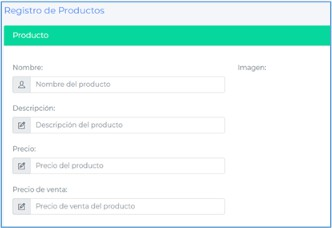 Registro de Productos
Producto
Nombre:
Imagen:
Nombre del producto
Descripción:
Descripción del producto
Precio:
Precio del producto
Precio de venta:
Precio de venta del producto